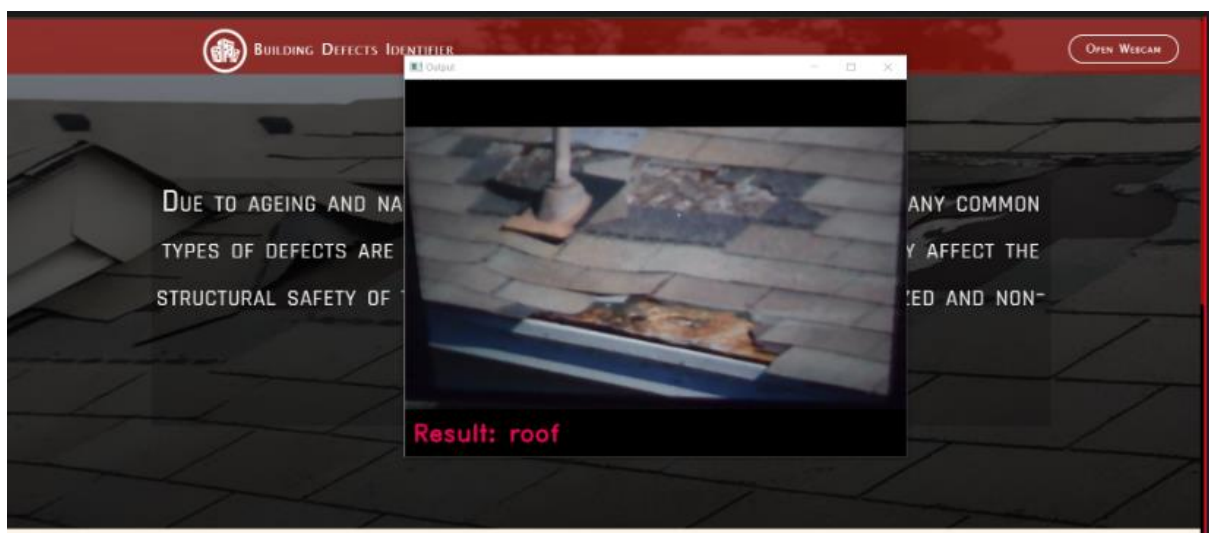 Building Defects Identifier
Open Webcam
Output
Due to ageing and na
any common
types of defects are
y affect the
structural safety of
zed and non-
Result: roof